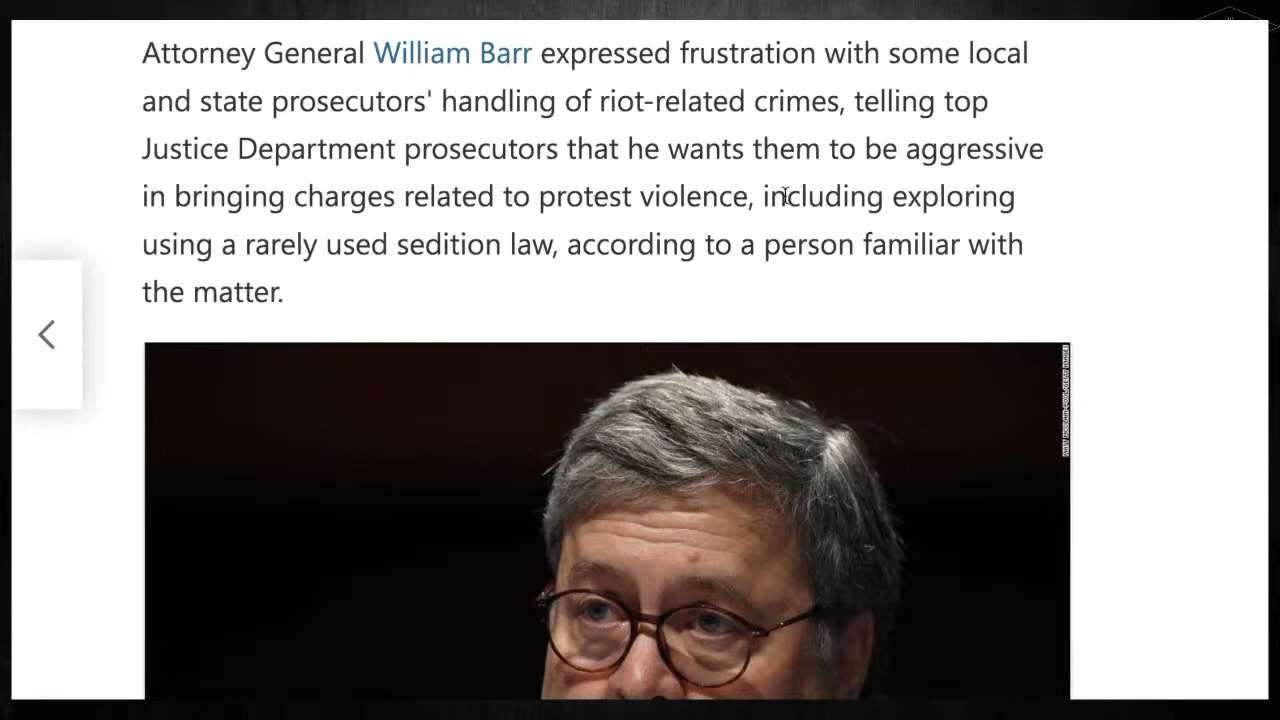 Attorney General William Barr expressed frustration with some local
and state prosecutors' handling of riot-related crimes, telling top
Justice Department prosecutors that he wants them to be aggressive
in bringing charges related to protest violence, including exploring
using a rarely used sedition law, according to a person familiar with
the matter.